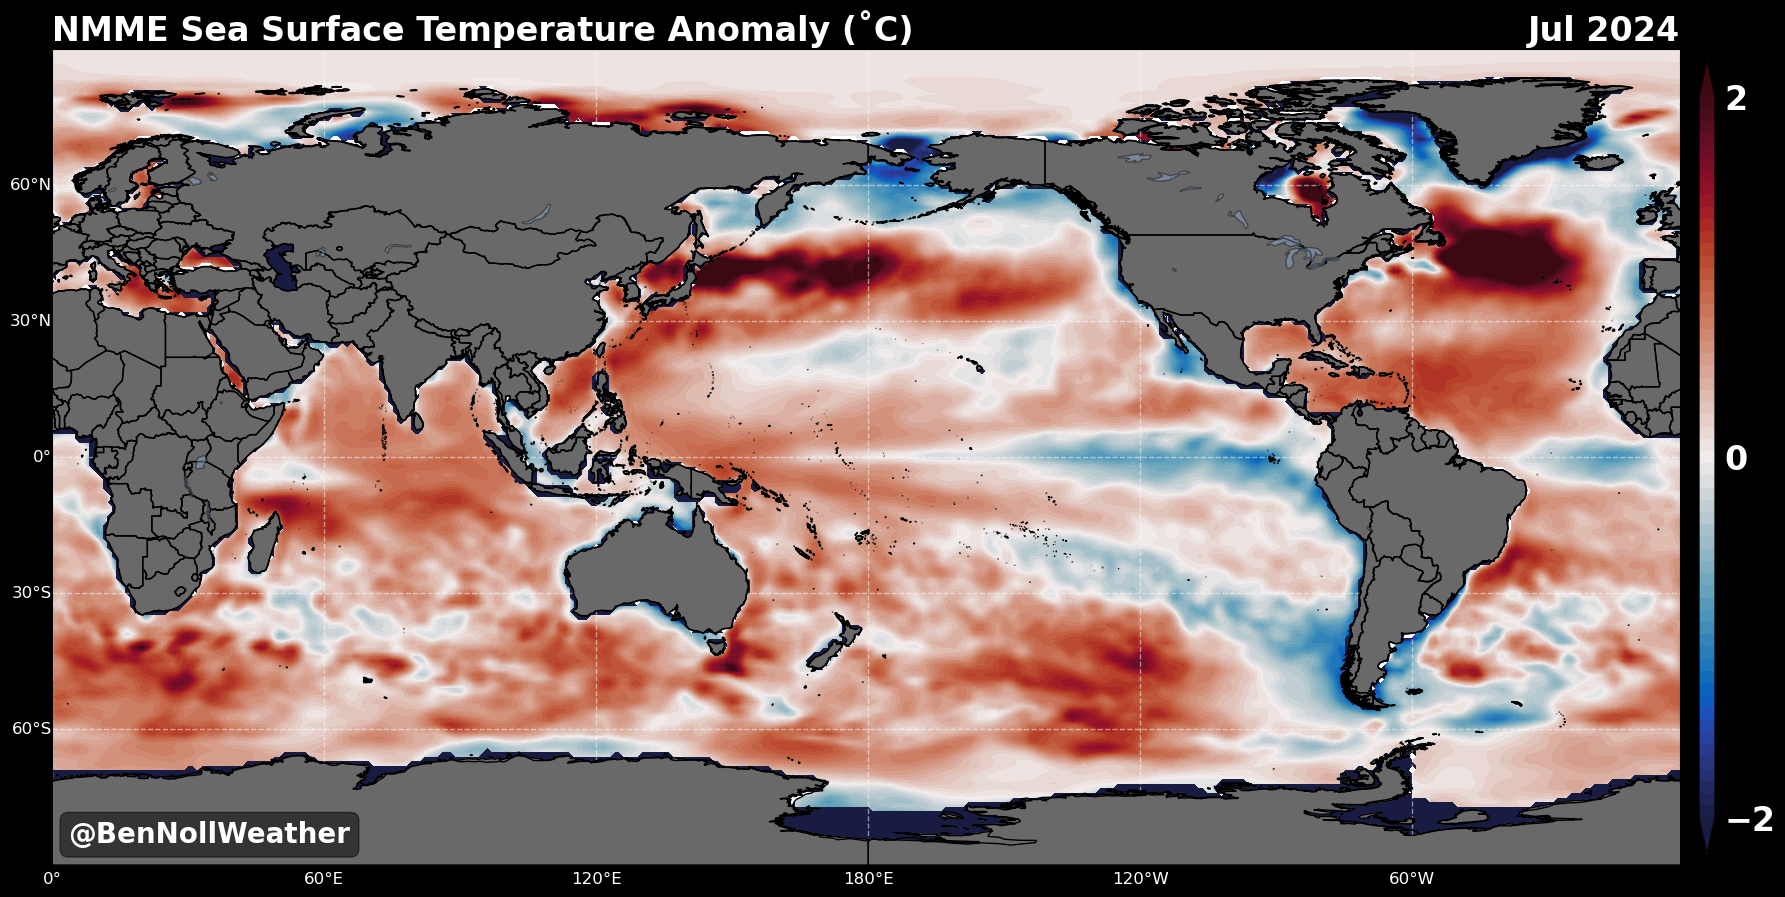 NMME Sea Surface Temperature Anomaly (˚C)
Jul 2024
2
60°N
30°N
0°
0
30°S
60°S
−2
@BenNollWeather
0°
60°E
120°E
180°E
120°W
60°W